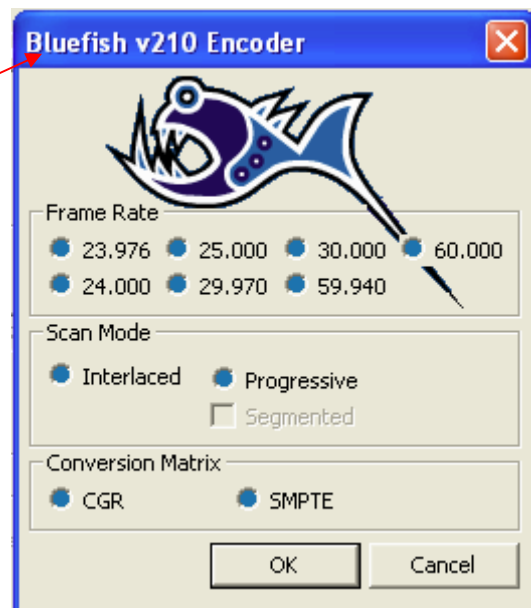 Bluefish v210 Encoder
Frame Rate
23.976 25.000 30.000 60.000
24.000 29.970 59.940
Scan Mode
Interlaced Progressive
Segmented
Conversion Matrix
CGR SMPTE
OK Cancel